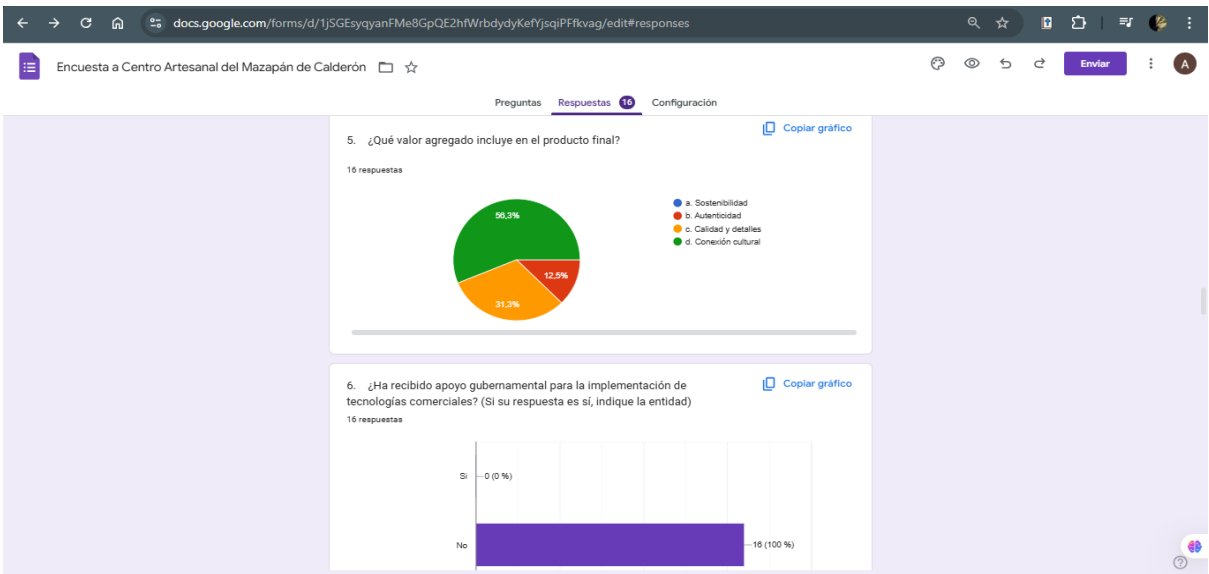 docs.google.com/forms/d/1jSGEsyqyanFMe8GpQE2hfWrbdydyKefYjsqiPFfkvag/edit#responses
Encuesta a Centro Artesanal del Mazapán de Calderón
Enviar
A
Preguntas Respuestas 16 Configuración
5. ¿Qué valor agregado incluye en el producto final?
Copiar gráfico
16 respuestas
a. Sostenibilidad
b. Autenticidad
c. Calidad y detalles
d. Conexión cultural
56,3%
12,5%
31,3%
6. ¿Ha recibido apoyo gubernamental para la implementación de
tecnologías comerciales? (Si su respuesta es sí, indique la entidad)
Copiar gráfico
16 respuestas
Si 0 (0 %)
No 16 (100 %)